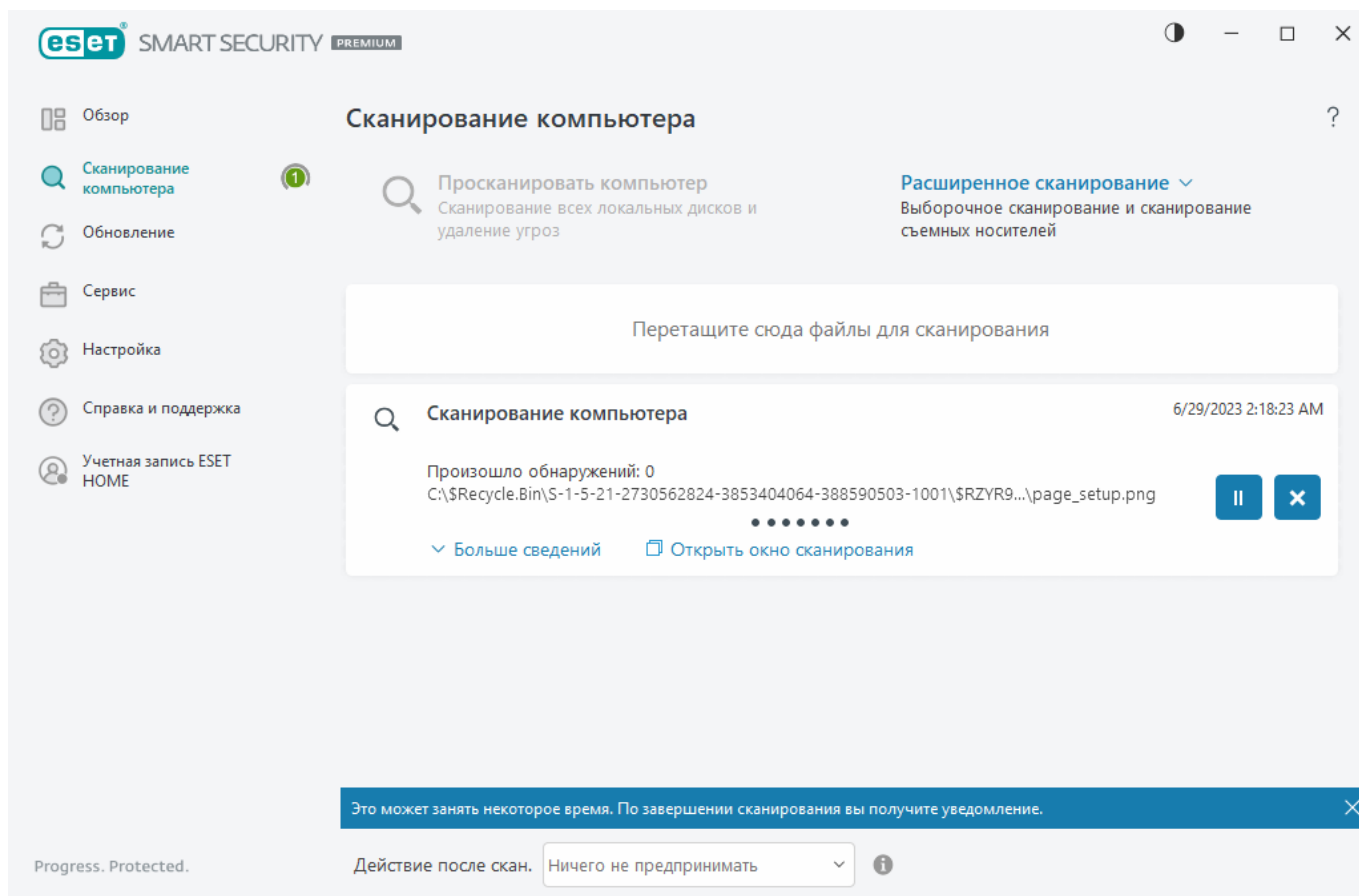 eset® SMART SECURITY PREMIUM
Обзор
Сканирование
компьютера
1
Обновление
Сервис
Настройка
Справка и поддержка
Учетная запись ESET
HOME
Progress. Protected.
Сканирование компьютера
?
Просканировать компьютер
Сканирование всех локальных дисков и
удаление угроз
Расширенное сканирование
Выборочное сканирование и сканирование
съемных носителей
Перетащите сюда файлы для сканирования
Сканирование компьютера
6/29/2023 2:18:23 AM
Произошло обнаружений: 0
C:\$Recycle.Bin\S-1-5-21-2730562824-3853404064-388590503-1001\$RZYR9...\page_setup.png
Больше сведений
Открыть окно сканирования
Это может занять некоторое время. По завершении сканирования вы получите уведомление.
Действие после скан. Ничего не предпринимать